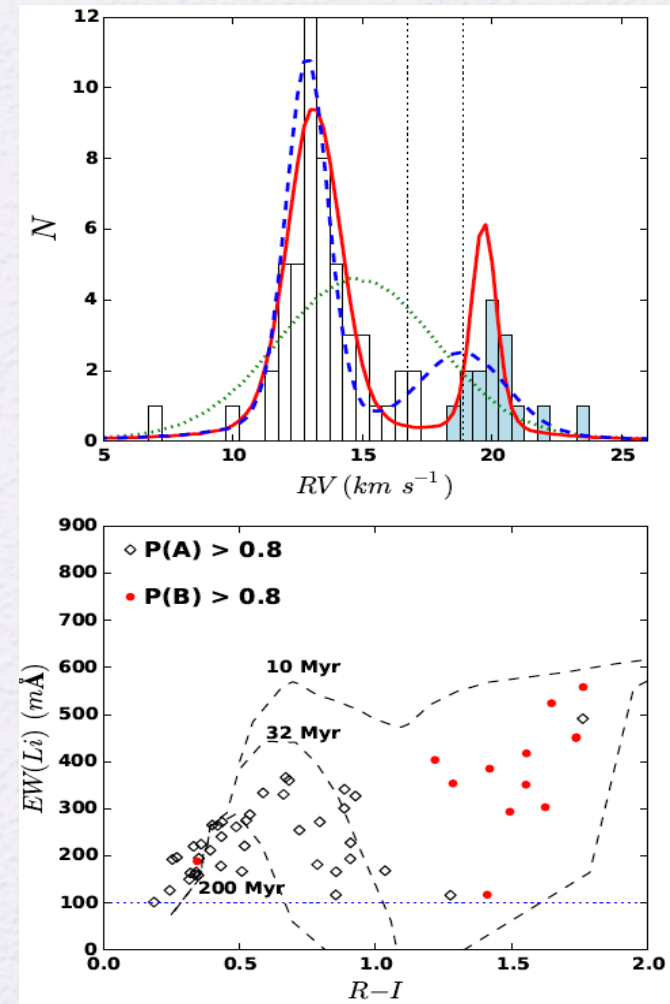 12
10
8
6
4
2
0
N
5 10 15 20 25
RV (km s⁻¹)
900
800
700
600
500
400
300
200
100
0
EW(Li) (mÅ)
P(A) > 0.8
P(B) > 0.8
10 Myr
32 Myr
200 Myr
0.0 0.5 1.0 1.5 2.0
R−I